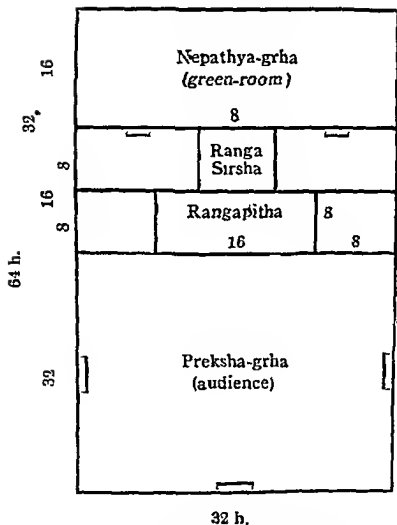 16
Nepathya-grha
(green-room)
32,
8
8
Ranga
Sirsha
16
8
Rangapitha
8
16
8
64 h.
32
Preksha-grha
(audience)
32 h.